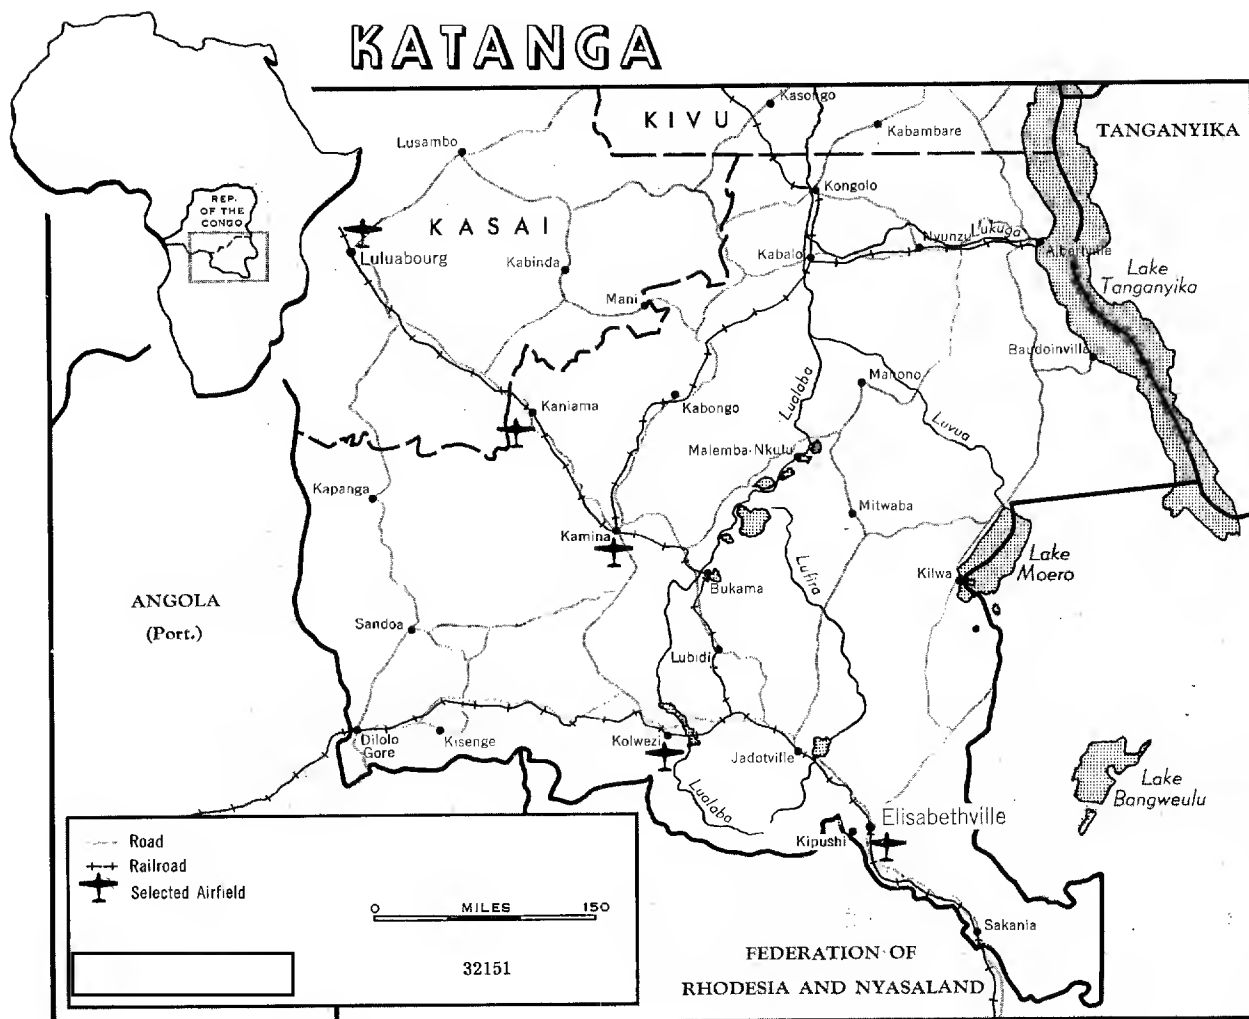 KATANGA
REP.
OF THE
CONGO
KIVU
Kasongo
Kabambare
TANGANYIKA
Lusambo
Kongolo
KASAI
Luluabourg
Kabinda
Kabalo
Nyunzu
Lukuga
Albertville
Lake
Tanganyika
Mani
Baudoinville
Kaniama
Kabongo
Lualaba
Manono
Luvua
Malemba-Nkulu
Kapanga
Mitwaba
Kamina
Lufira
Lake
Moero
Kilwa
Bukama
ANGOLA
(Port.)
Sandoa
Lubidi
Dilolo
Gore
Kisenge
Kolwezi
Jadotville
Lualaba
Lake
Bangweulu
Elisabethville
Kipushi
Sakania
Road
Railroad
Selected Airfield
0 MILES 150
32151
FEDERATION OF
RHODESIA AND NYASALAND